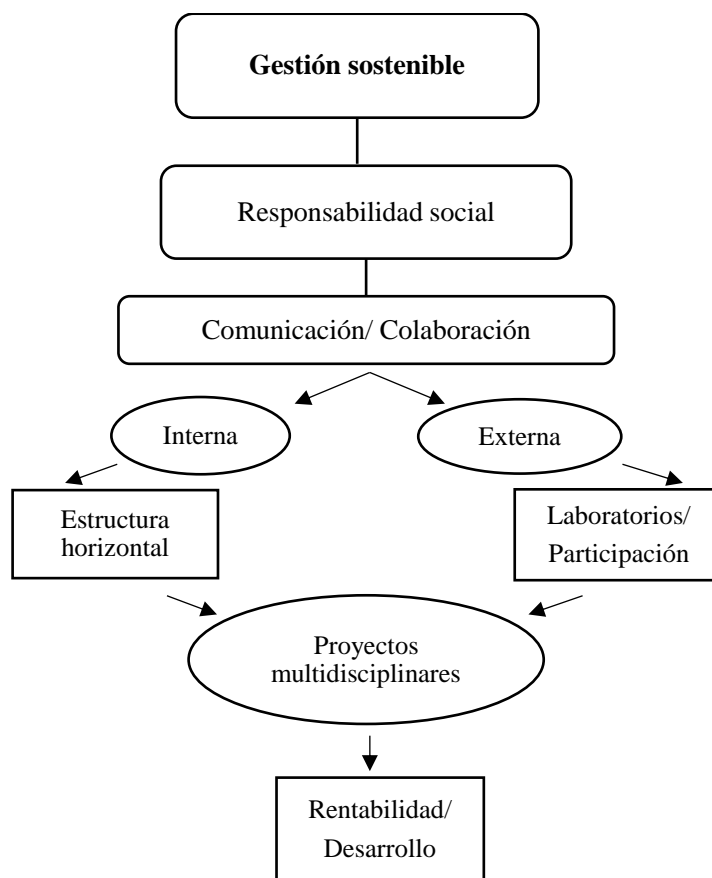 Gestión sostenible
Responsabilidad social
Comunicación/ Colaboración
Interna
Externa
Estructura
horizontal
Laboratorios/
Participación
Proyectos
multidisciplinares
Rentabilidad/
Desarrollo